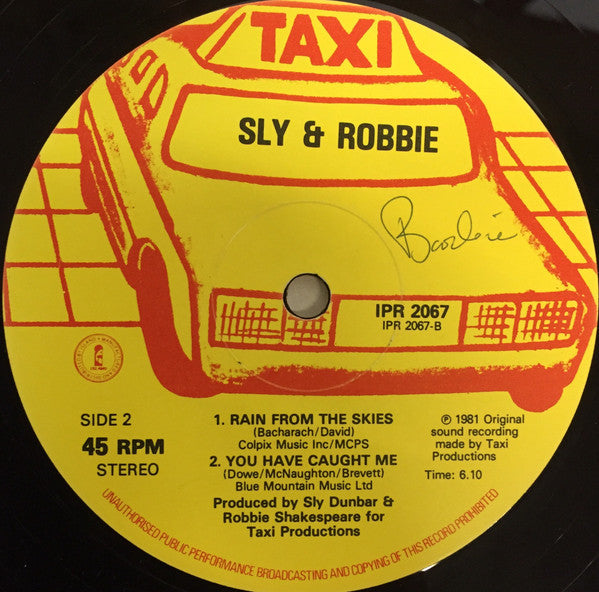 TAXI
SLY & ROBBIE
IPR 2067
IPR 2067-B
SIDE 2
45 RPM
STEREO
1. RAIN FROM THE SKIES
(Bacharach/David)
Colpix Music Inc/MCPS
2. YOU HAVE CAUGHT ME
(Dowe/McNaughton/Brevett)
Blue Mountain Music Ltd
Produced by Sly Dunbar &
Robbie Shakespeare for
Taxi Productions
℗ 1981 Original
sound recording
made by Taxi
Productions
Time: 6.10
UNAUTHORISED PUBLIC PERFORMANCE BROADCASTING AND COPYING OF THIS RECORD PROHIBITED